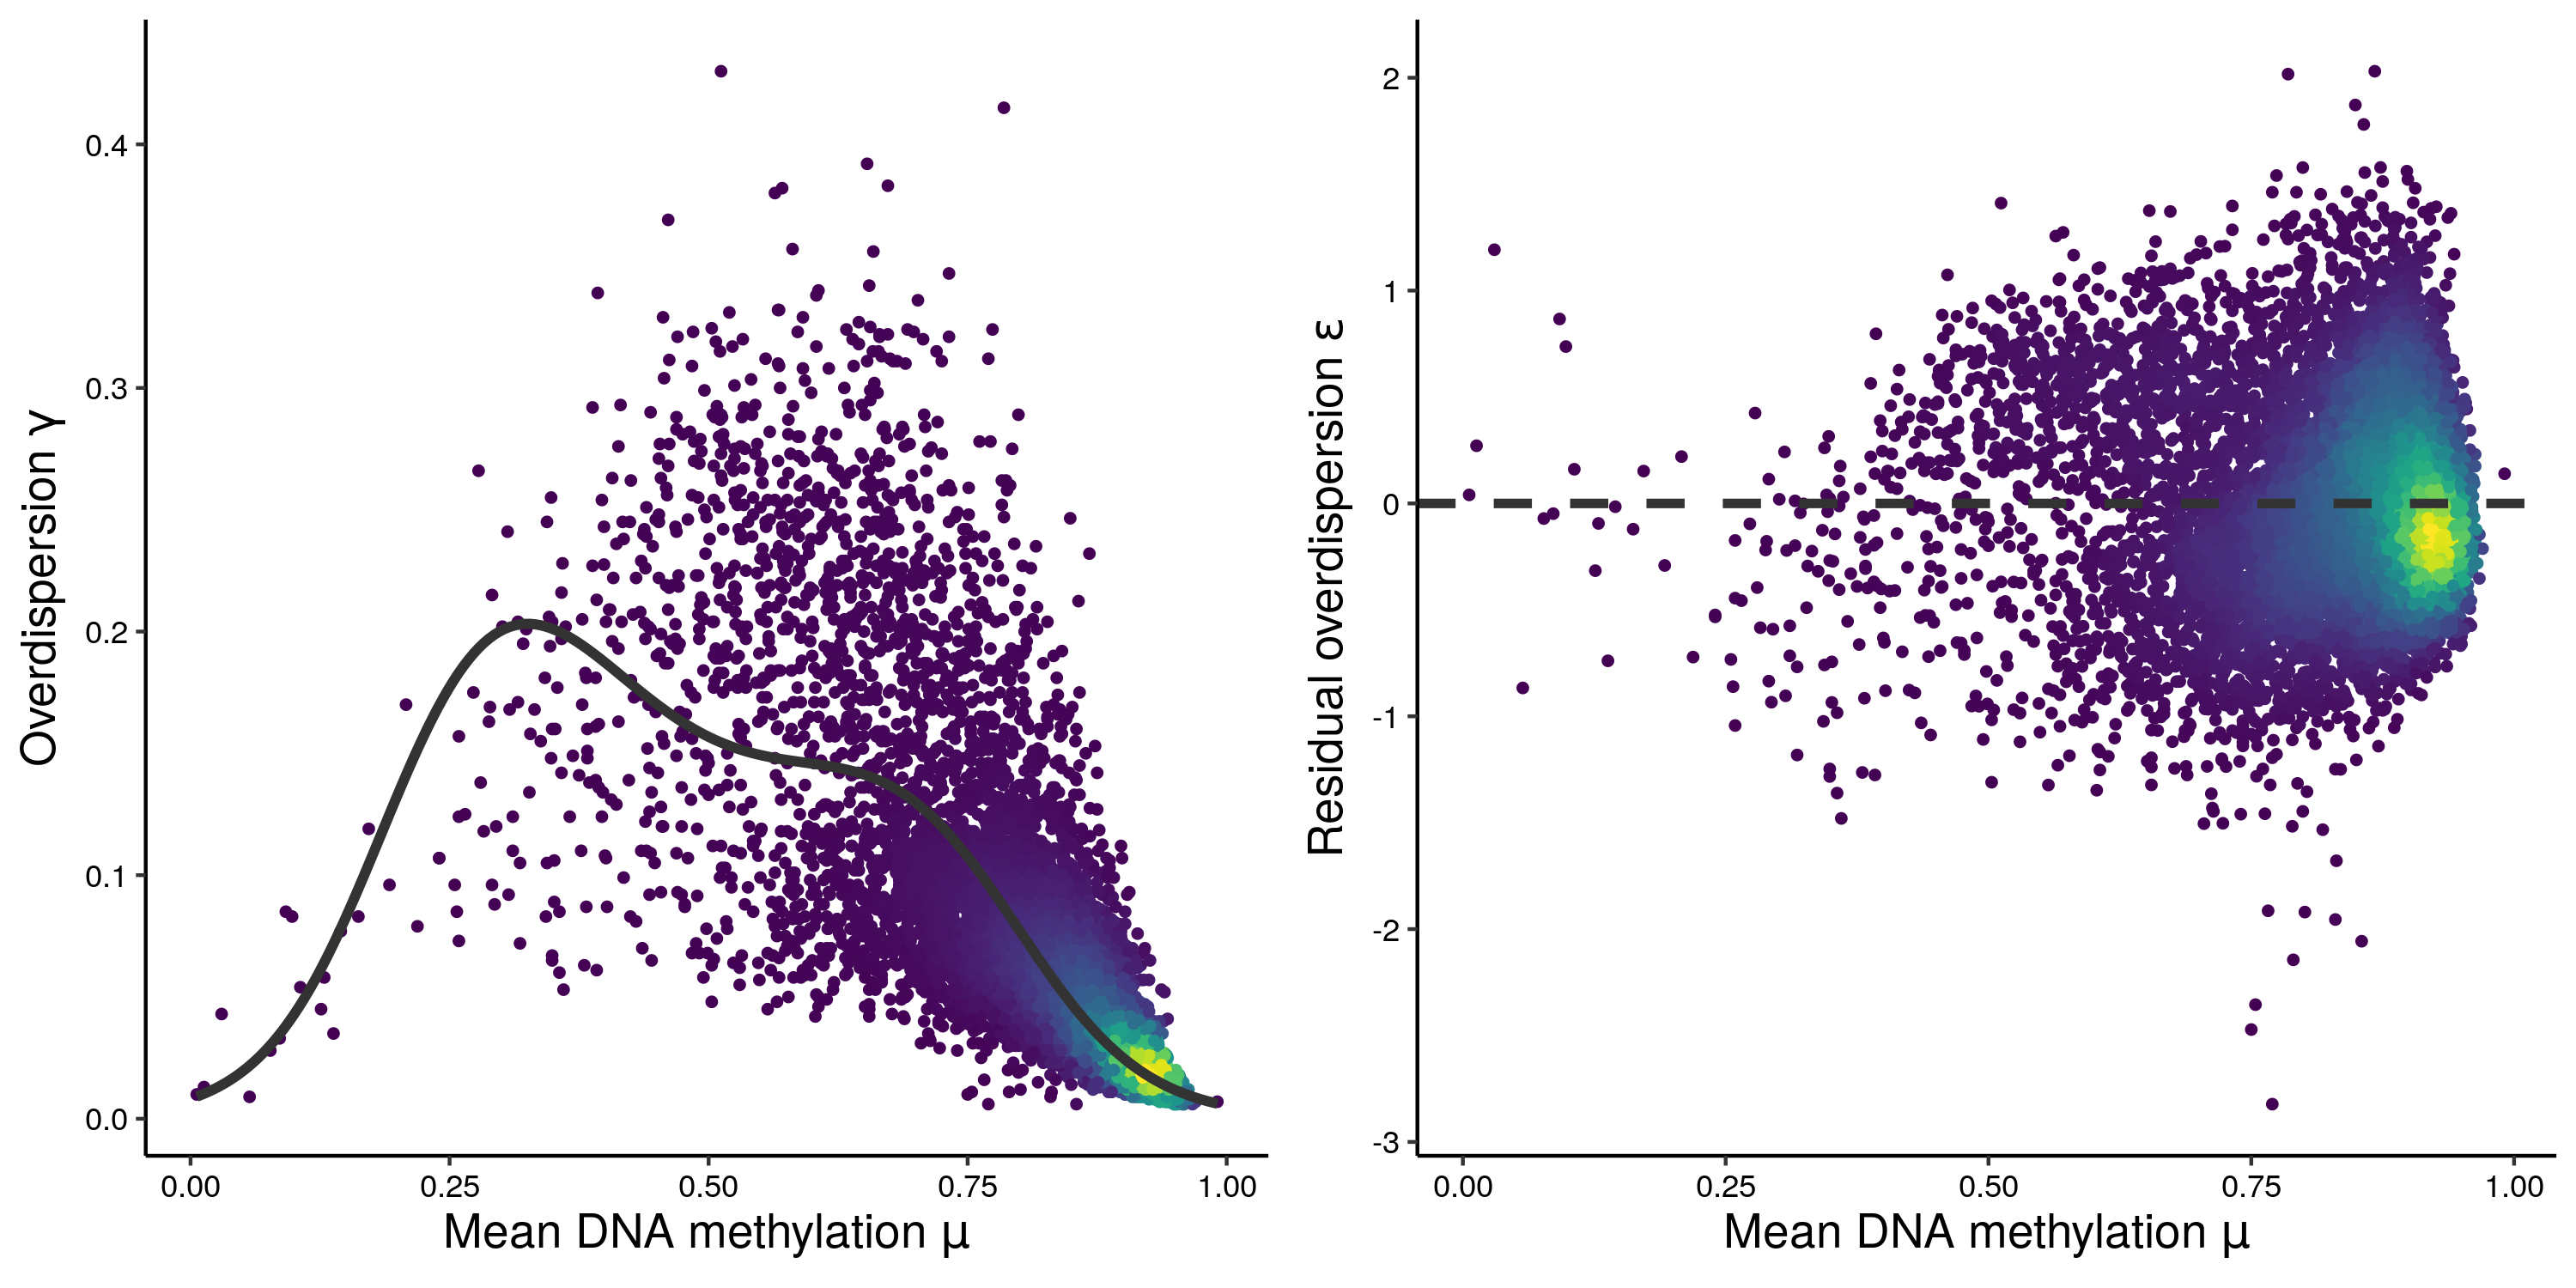 Overdispersion γ
0.4
0.3
0.2
0.1
0.0
0.00 0.25 0.50 0.75 1.00
Mean DNA methylation μ
Residual overdispersion ε
2
1
0
-1
-2
-3
0.00 0.25 0.50 0.75 1.00
Mean DNA methylation μ